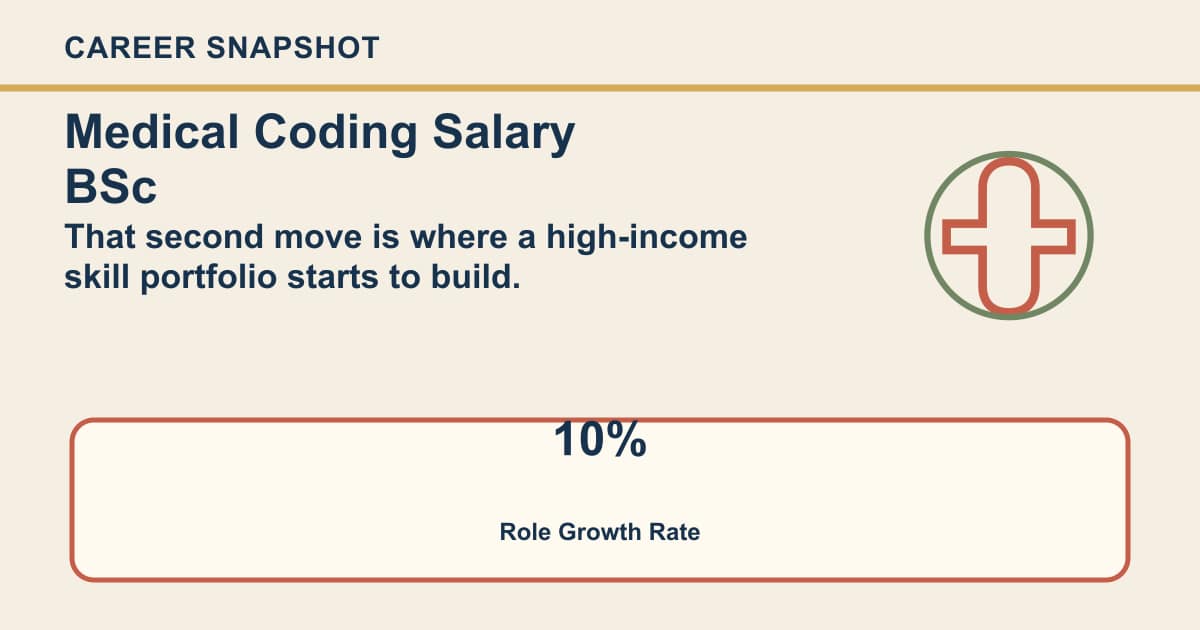 CAREER SNAPSHOT
Medical Coding Salary
BSc
That second move is where a high-income
skill portfolio starts to build.
10%
Role Growth Rate